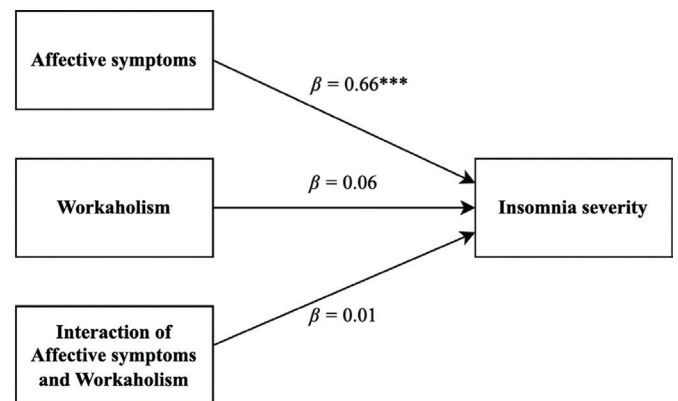 Affective symptoms
β = 0.66***
Workaholism
β = 0.06
Insomnia severity
β = 0.01
Interaction of
Affective symptoms
and Workaholism